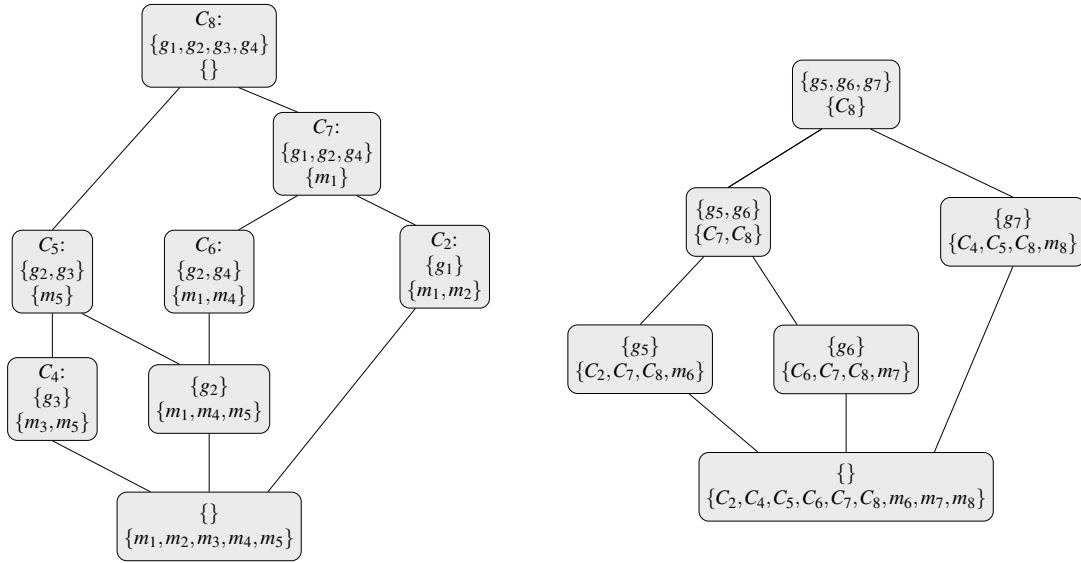 C₈:
{g₁, g₂, g₃, g₄}
{}
C₇:
{g₁, g₂, g₄}
{m₁}
C₅:
{g₂, g₃}
{m₅}
C₆:
{g₂, g₄}
{m₁, m₄}
C₂:
{g₁}
{m₁, m₂}
C₄:
{g₃}
{m₃, m₅}
{g₂}
{m₁, m₄, m₅}
{}
{m₁, m₂, m₃, m₄, m₅}
{g₅, g₆, g₇}
{C₈}
{g₅, g₆}
{C₇, C₈}
{g₇}
{C₄, C₅, C₈, m₈}
{g₅}
{C₂, C₇, C₈, m₆}
{g₆}
{C₆, C₇, C₈, m₇}
{}
{C₂, C₄, C₅, C₆, C₇, C₈, m₆, m₇, m₈}